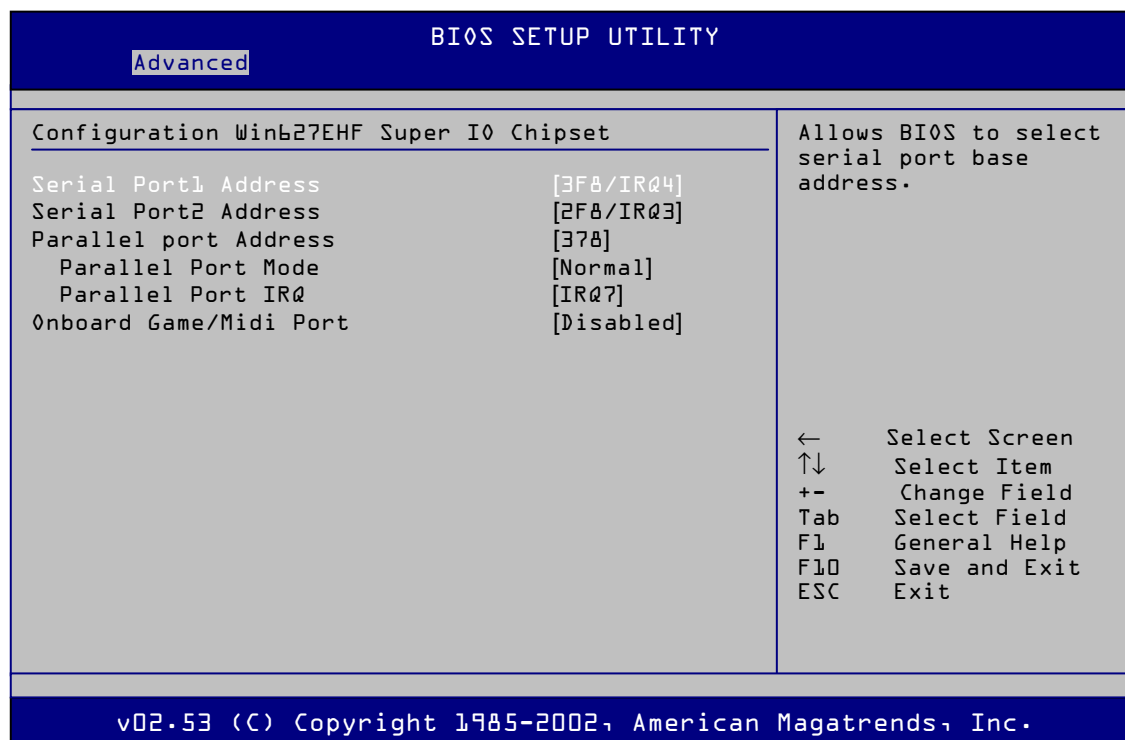 BIOS SETUP UTILITY
Advanced
Configuration Win627EHF Super IO Chipset
Serial Port1 Address [3F8/IRQ4]
Serial Port2 Address [2F8/IRQ3]
Parallel port Address [378]
Parallel Port Mode [Normal]
Parallel Port IRQ [IRQ7]
Onboard Game/Midi Port [Disabled]
Allows BIOS to select
serial port base
address.
← Select Screen
↑↓ Select Item
+- Change Field
Tab Select Field
F1 General Help
F10 Save and Exit
ESC Exit
v02.53 (C) Copyright 1985-2002, American Magatrends, Inc.